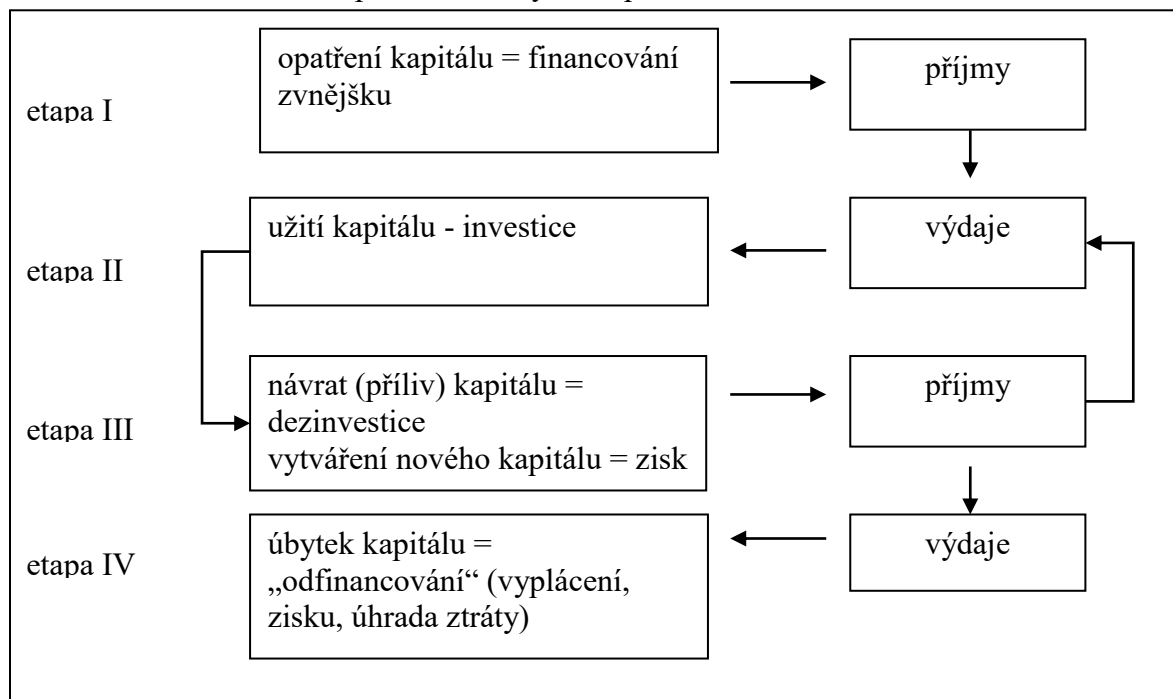 opatření kapitálu = financování
zvnějšku
příjmy
etapa I
užití kapitálu - investice
výdaje
etapa II
návrat (příliv) kapitálu =
dezinvestice
vytváření nového kapitálu = zisk
příjmy
etapa III
úbytek kapitálu =
„odfinancování“ (vyplácení,
zisku, úhrada ztráty)
výdaje
etapa IV